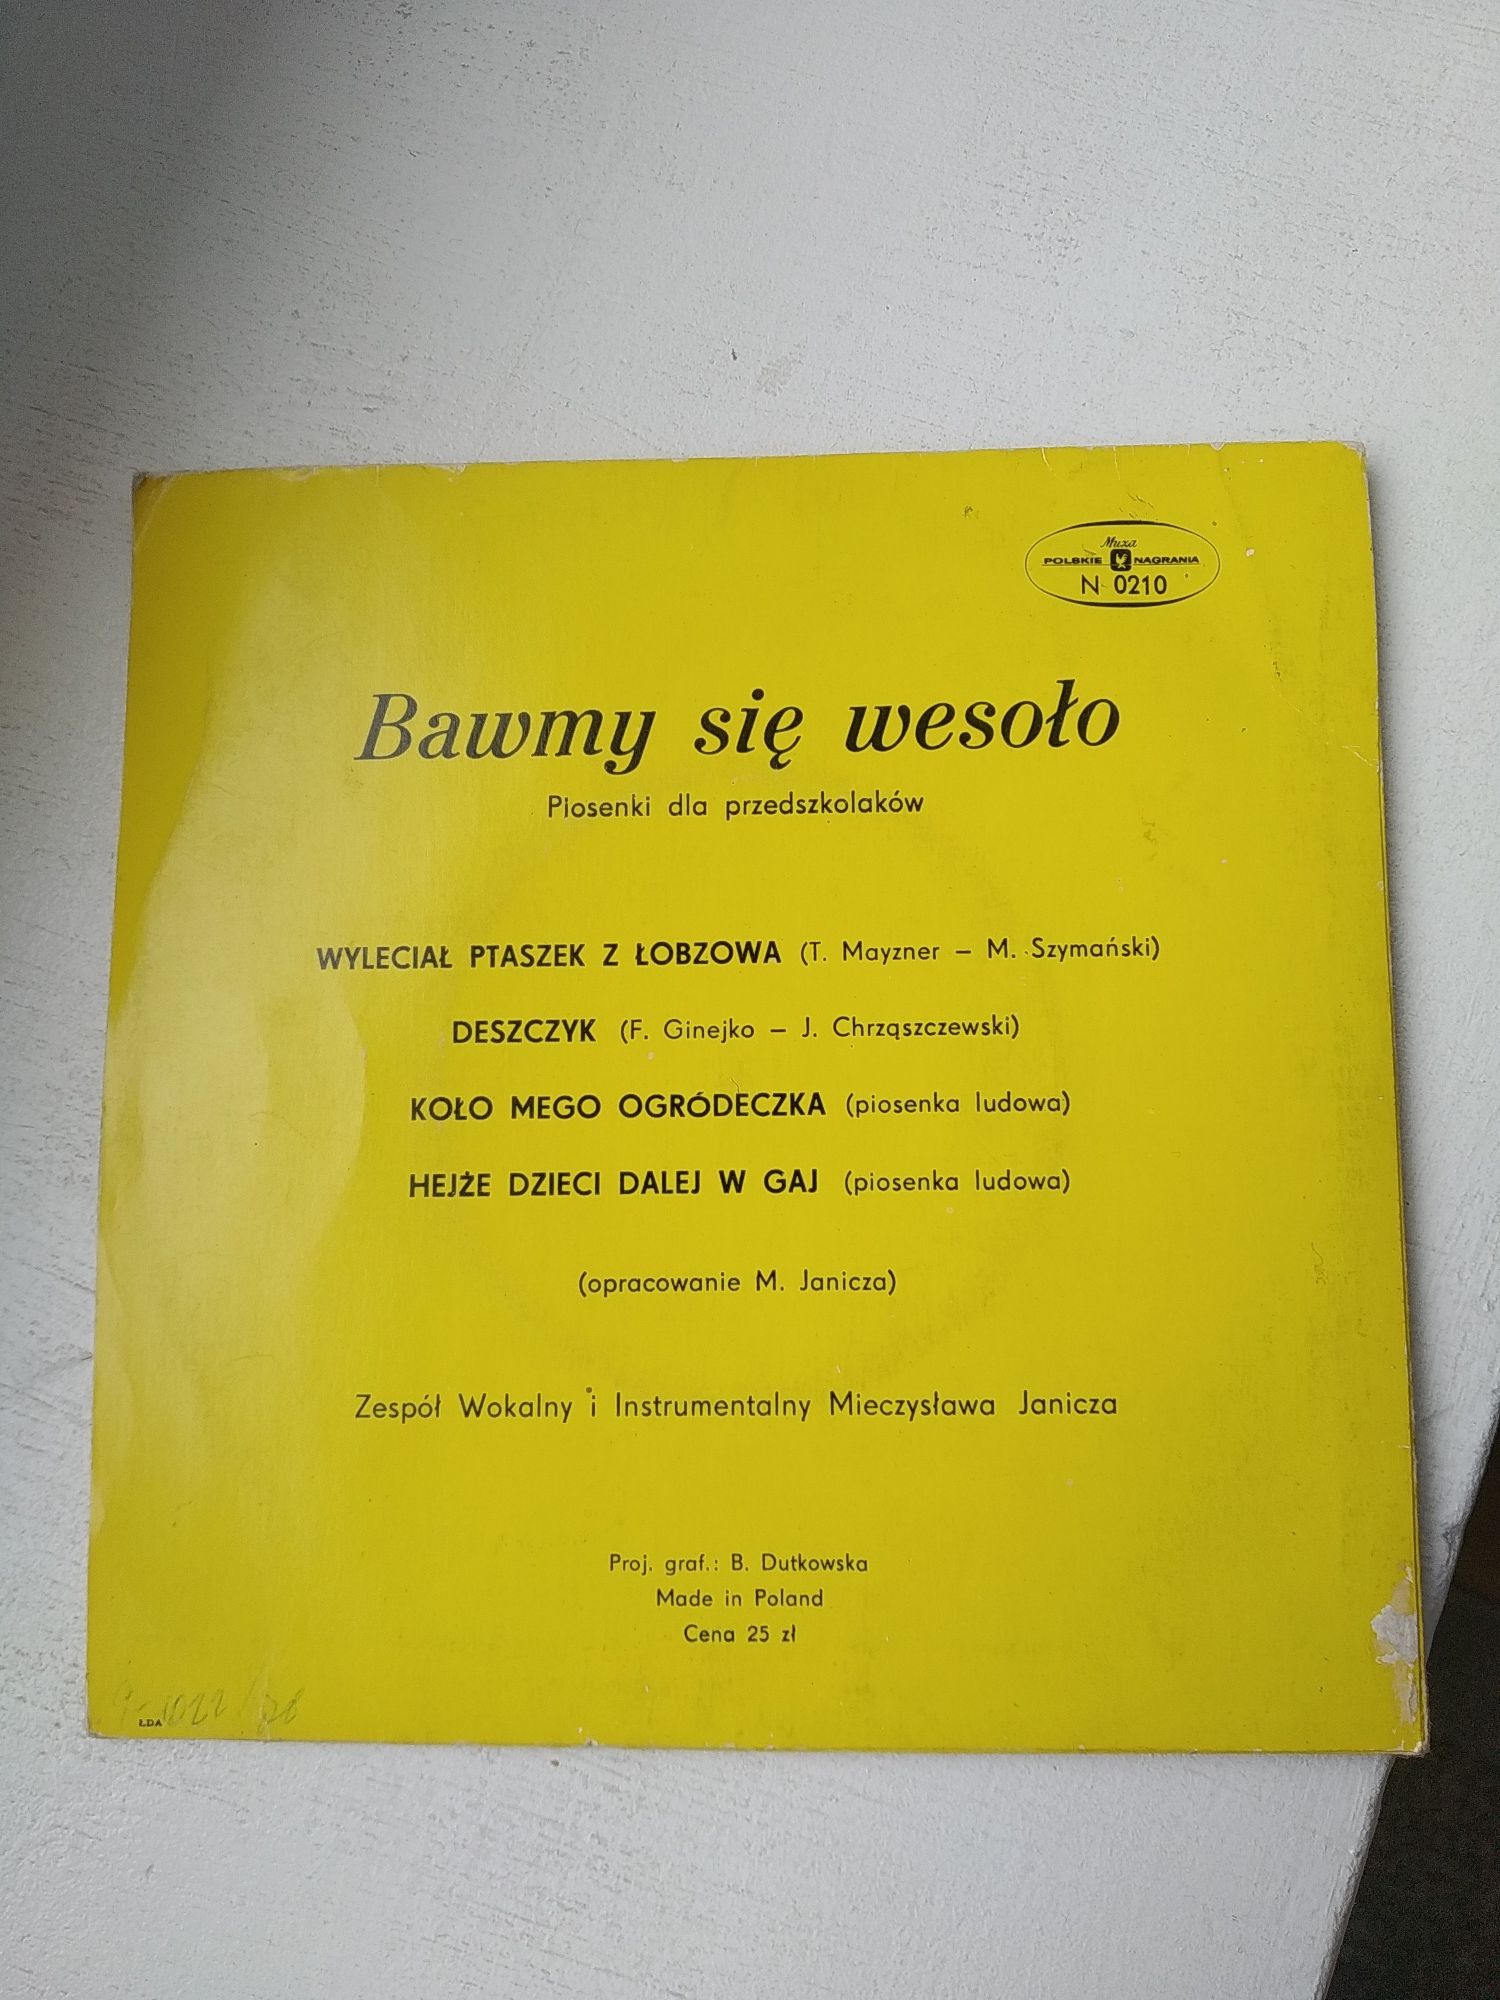 Muza
POLSKIE NAGRANIA
N 0210
Bawmy się wesoło
Piosenki dla przedszkolaków
WYLECIAŁ PTASZEK Z ŁOBZOWA (T. Mayzner – M. Szymański)
DESZCZYK (F. Ginejko – J. Chrząszczewski)
KOŁO MEGO OGRÓDECZKA (piosenka ludowa)
HEJŻE DZIECI DALEJ W GAJ (piosenka ludowa)
(opracowanie M. Janicza)
Zespół Wokalny i Instrumentalny Mieczysława Janicza
Proj. graf.: B. Dutkowska
Made in Poland
Cena 25 zł
ŁDA